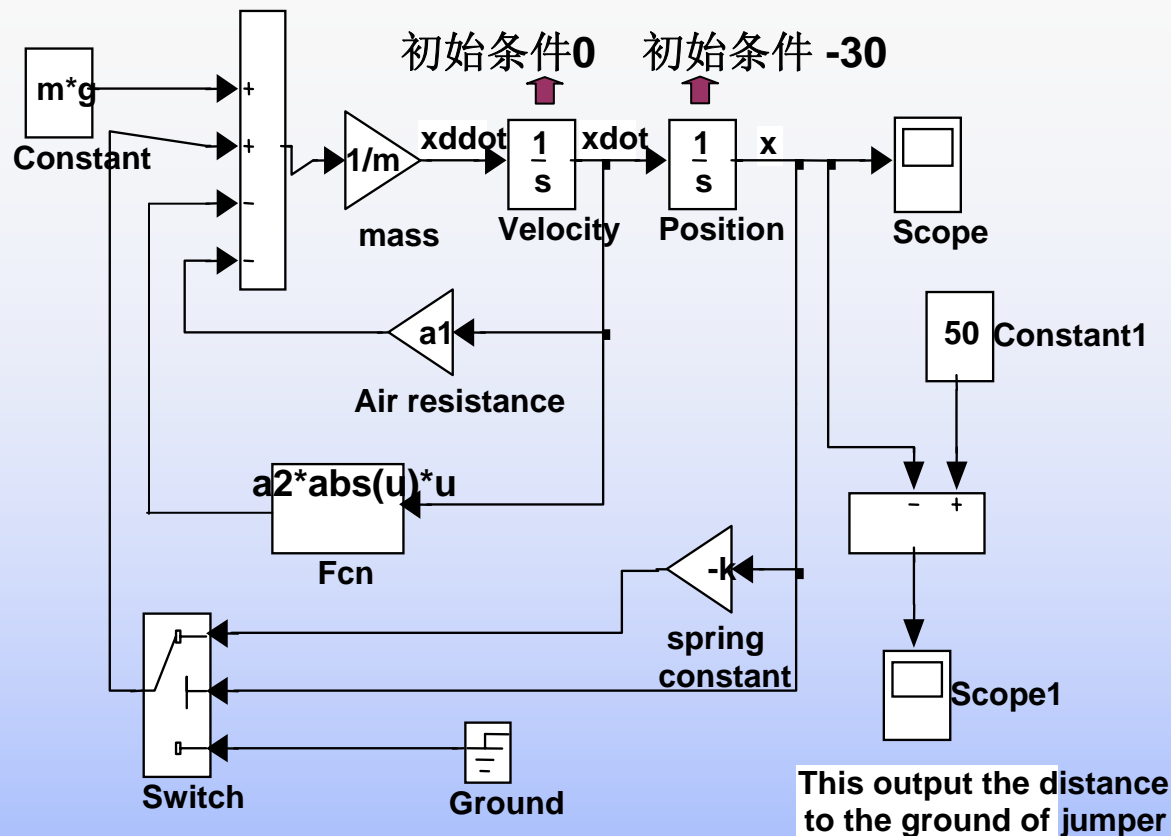 初始条件0
初始条件 -30
m*g
Constant
+
+
-
-
1/m
mass
xddot
1
s
Velocity
xdot
1
s
Position
x
Scope
a1
Air resistance
50
Constant1
a2*abs(u)*u
Fcn
-
+
-k
spring
constant
Scope1
Switch
Ground
This output the distance
to the ground of jumper